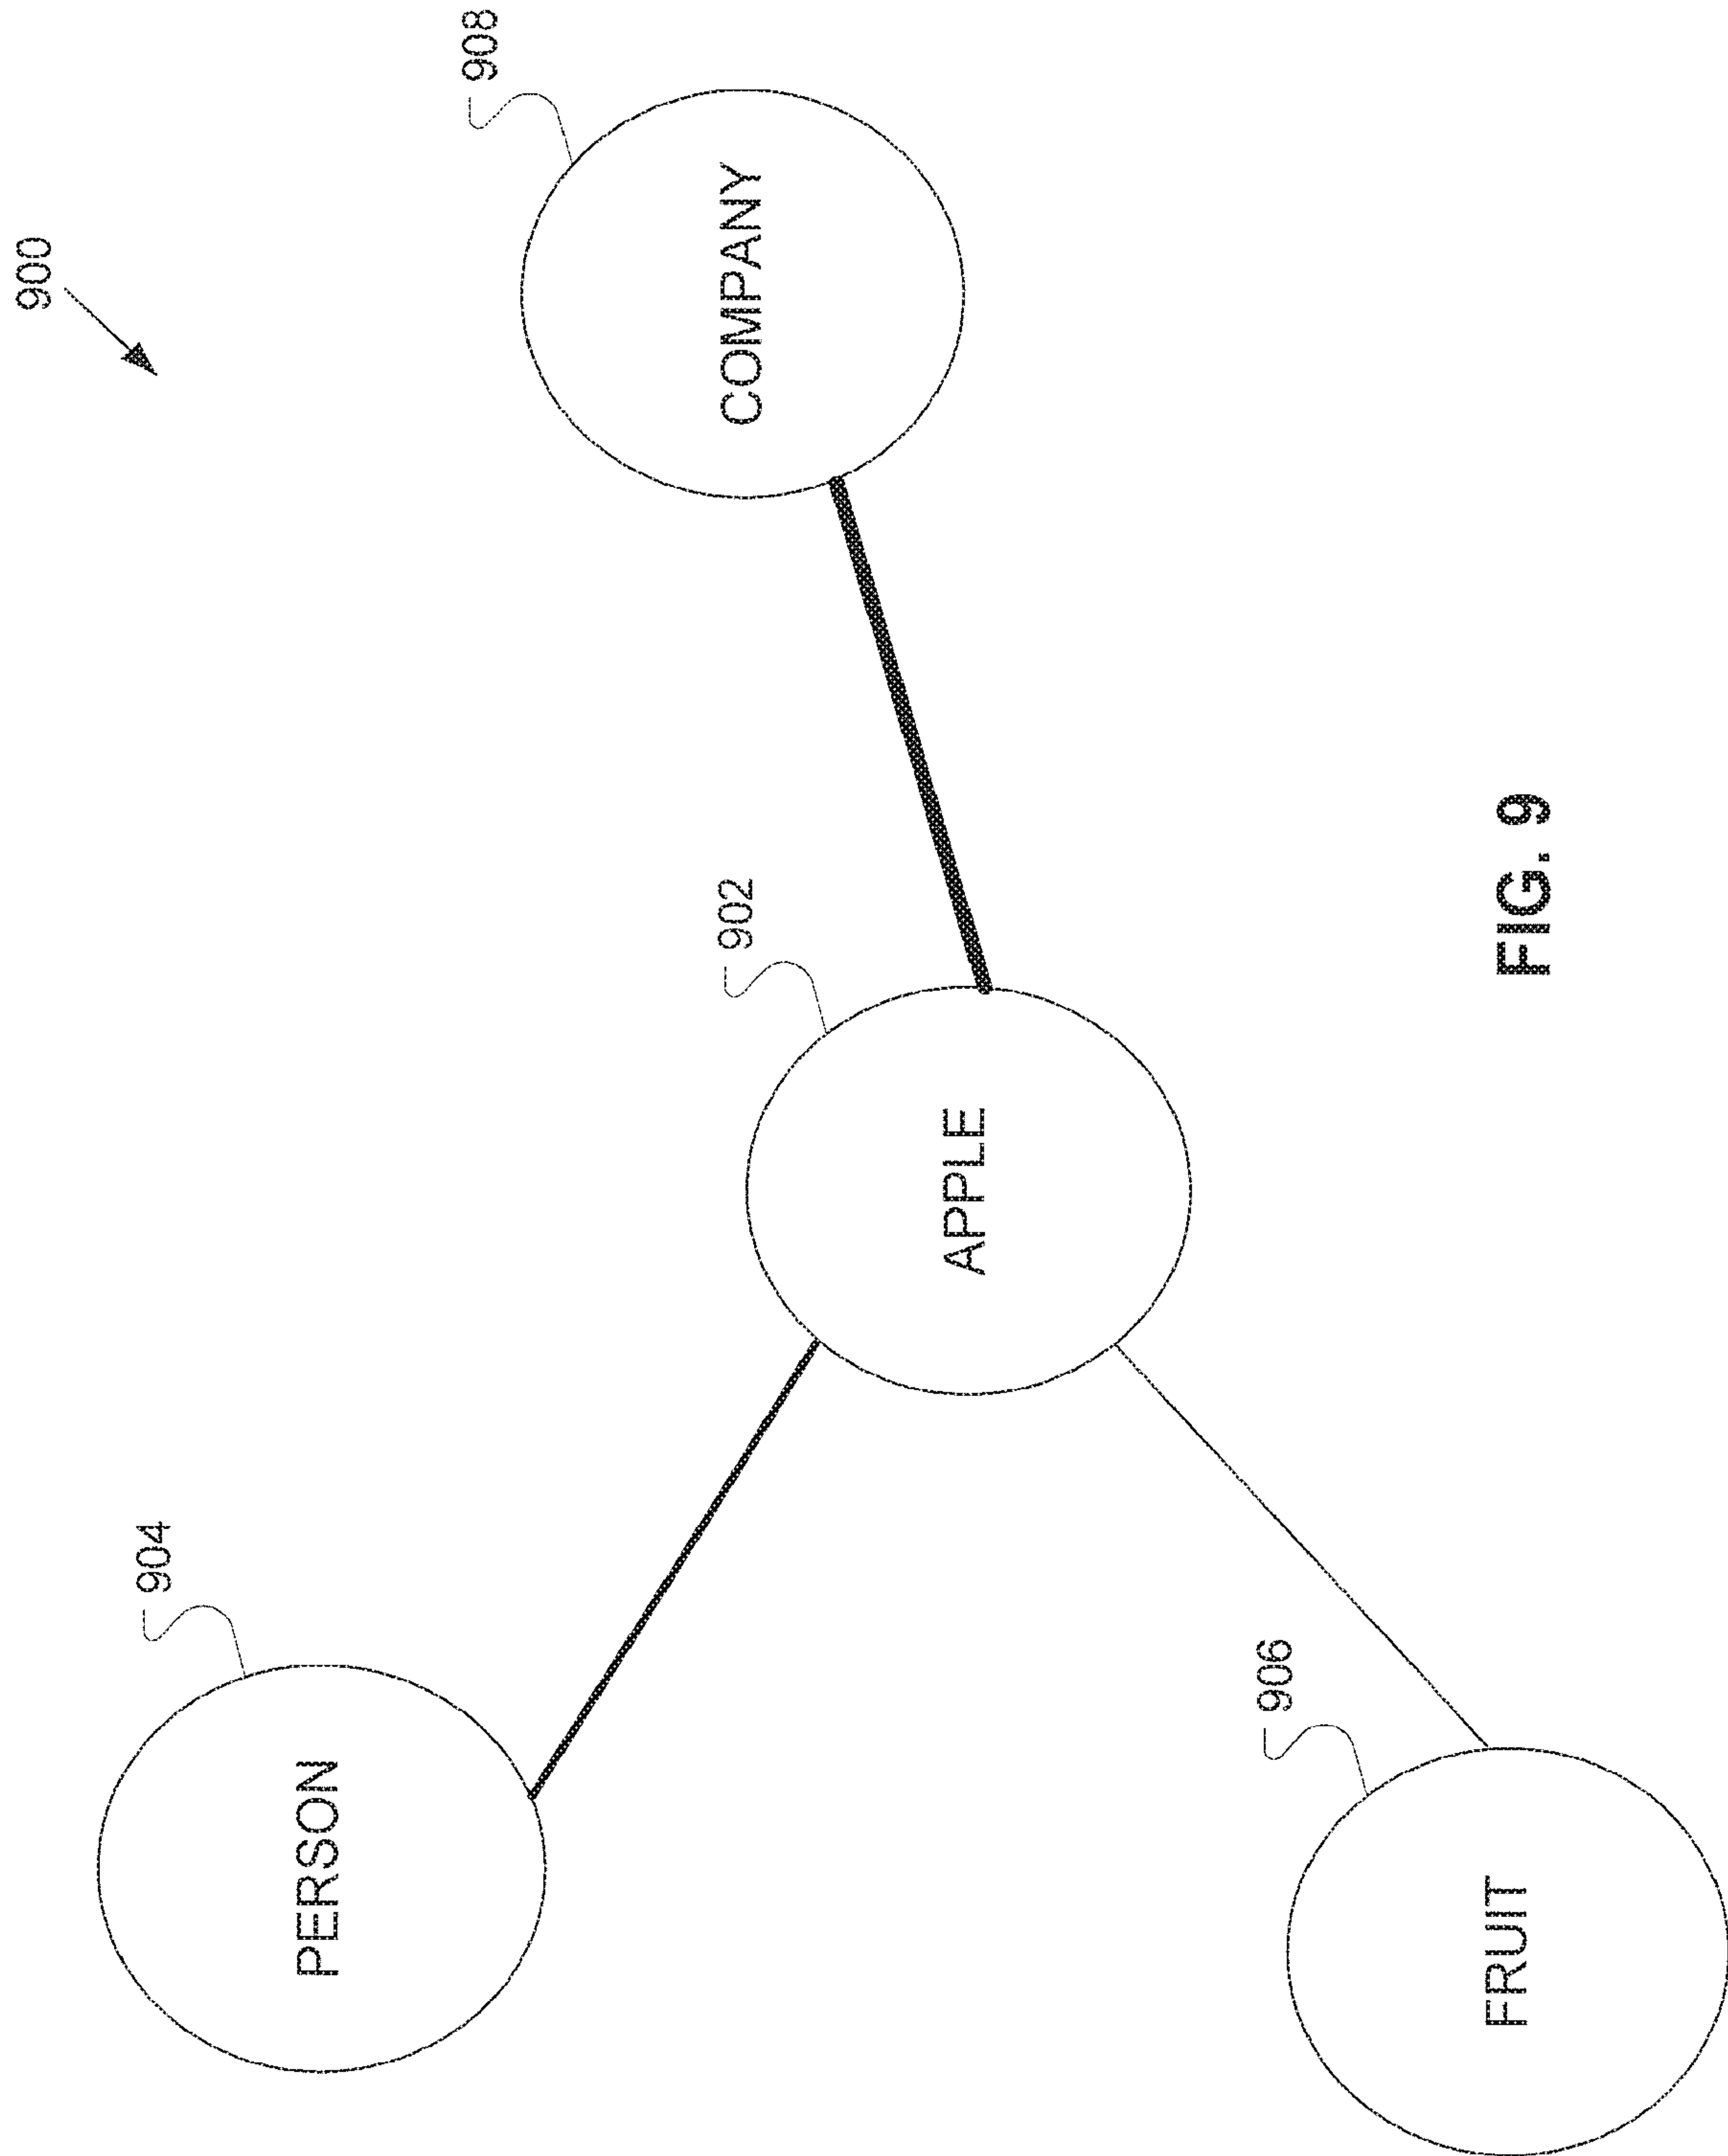 900
PERSON
904
COMPANY
908
APPLE
902
FRUIT
906
FIG. 9